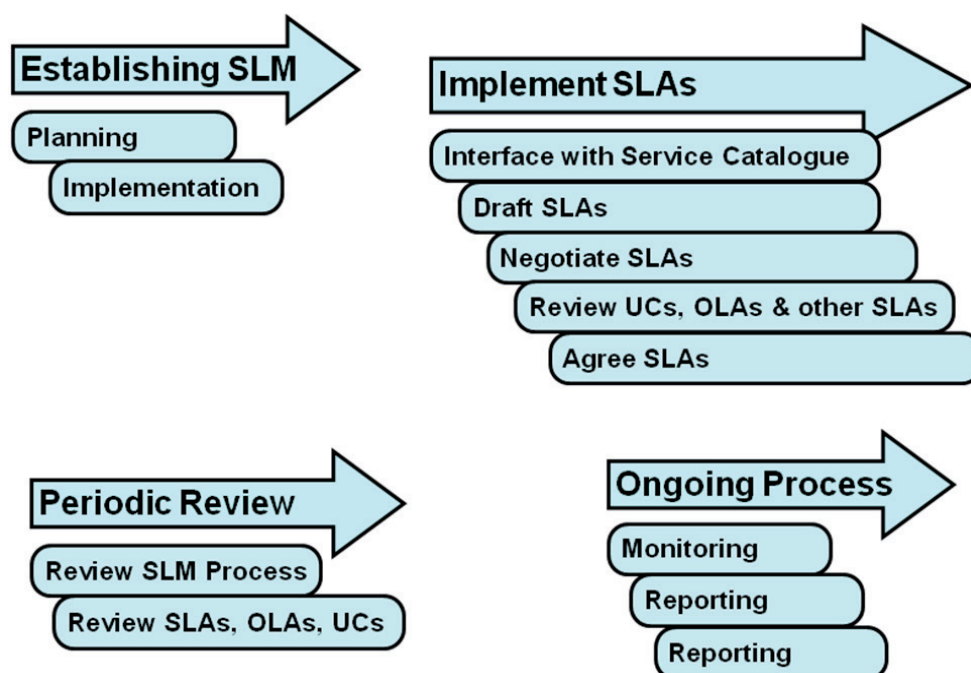 Establishing SLM
Planning
Implementation
Implement SLAs
Interface with Service Catalogue
Draft SLAs
Negotiate SLAs
Review UCs, OLAs & other SLAs
Agree SLAs
Periodic Review
Review SLM Process
Review SLAs, OLAs, UCs
Ongoing Process
Monitoring
Reporting
Reporting